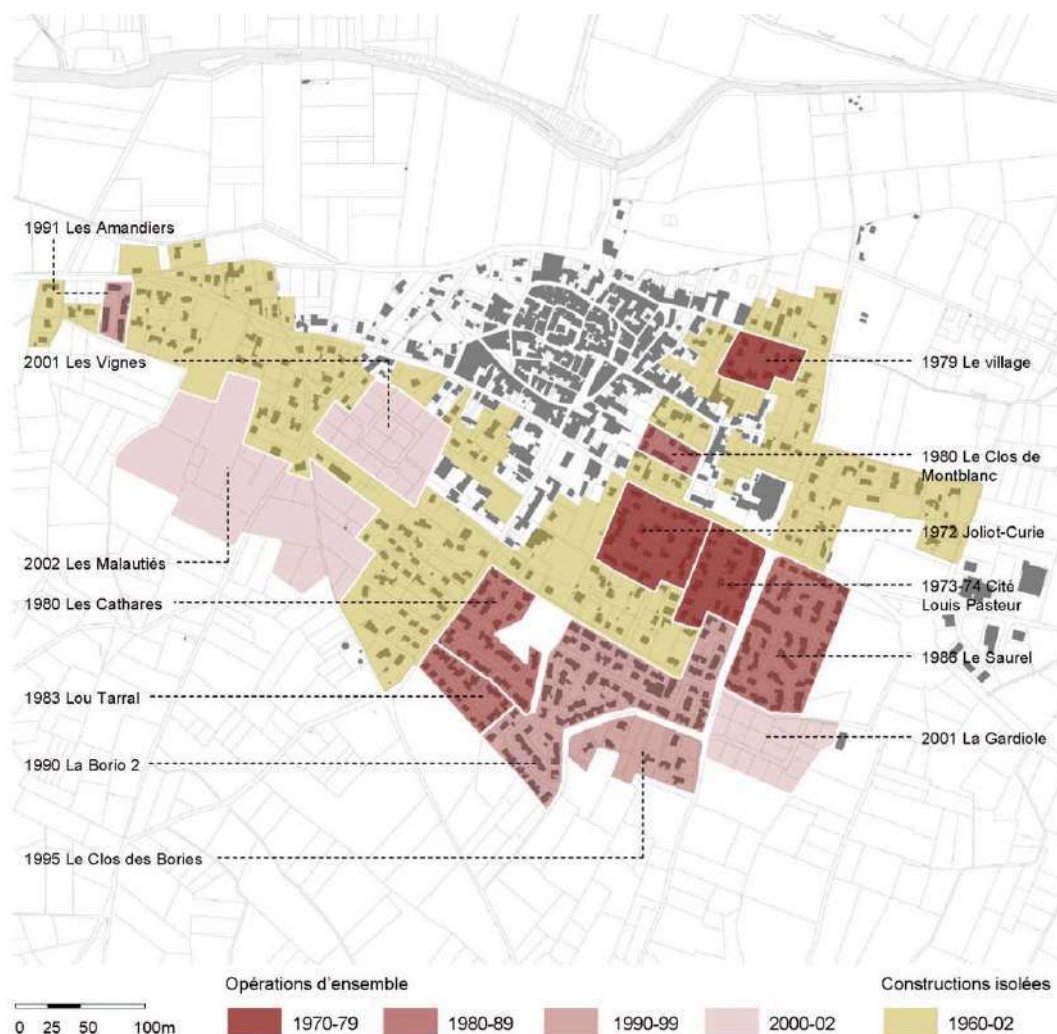 1991 Les Amandiers
2001 Les Vignes
2002 Les Malautiés
1980 Les Cathares
1983 Lou Tarral
1990 La Borio 2
1995 Le Clos des Bories
1979 Le village
1980 Le Clos de
Montblanc
1972 Joliot-Curie
1973-74 Cité
Louis Pasteur
1986 Le Saurel
2001 La Gardiole
Opérations d'ensemble
Constructions isolées
0 25 50 100m
1970-79
1980-89
1990-99
2000-02
1960-02